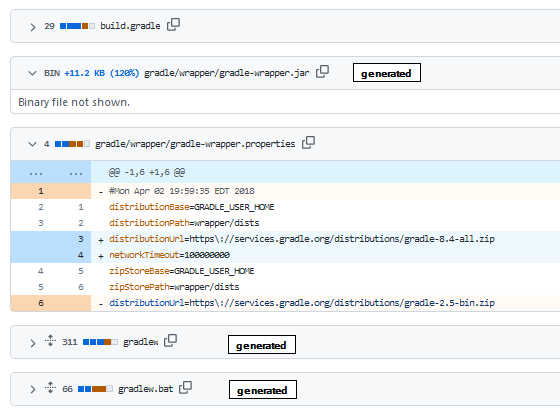 29 build.gradle
BIN +11.2 KB (120%) gradle/wrapper/gradle-wrapper.jar generated
Binary file not shown.
4 gradle/wrapper/gradle-wrapper.properties
... ... @@ -1,6 +1,6 @@
1 - #Mon Apr 02 19:59:35 EDT 2018
2 1 distributionBase=GRADLE_USER_HOME
3 2 distributionPath=wrapper/dists
3 + distributionUrl=https\://services.gradle.org/distributions/gradle-8.4-all.zip
4 + networkTimeout=100000000
4 5 zipStoreBase=GRADLE_USER_HOME
5 6 zipStorePath=wrapper/dists
6 - distributionUrl=https\://services.gradle.org/distributions/gradle-2.5-bin.zip
311 gradlew generated
66 gradlew.bat generated